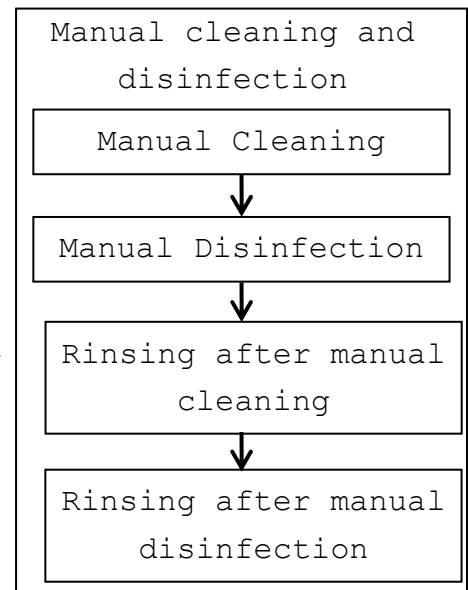 Manual cleaning and
disinfection
Manual Cleaning
Manual Disinfection
Rinsing after manual
cleaning
Rinsing after manual
disinfection